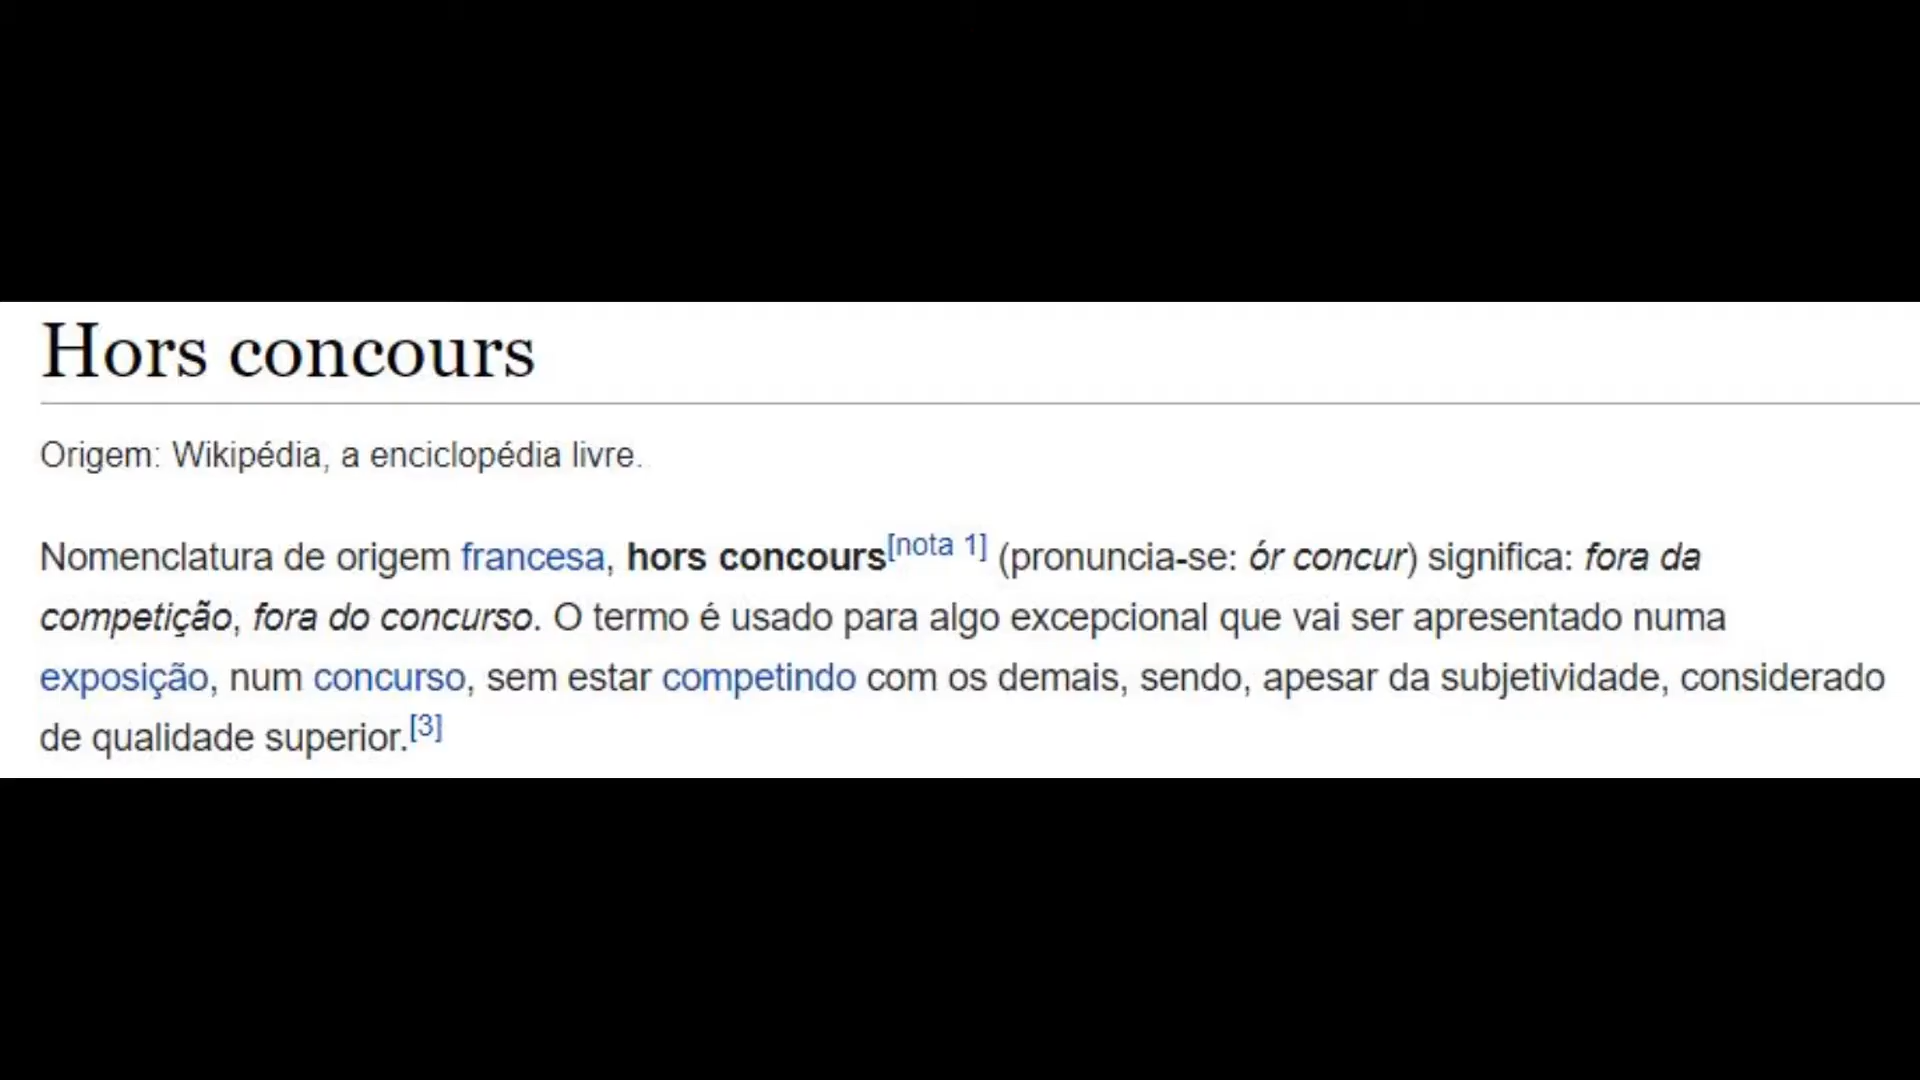 Hors concours
Origem: Wikipédia, a enciclopédia livre.
Nomenclatura de origem francesa, hors concours[nota 1] (pronuncia-se: ór concur) significa: fora da
competição, fora do concurso. O termo é usado para algo excepcional que vai ser apresentado numa
exposição, num concurso, sem estar competindo com os demais, sendo, apesar da subjetividade, considerado
de qualidade superior.[3]